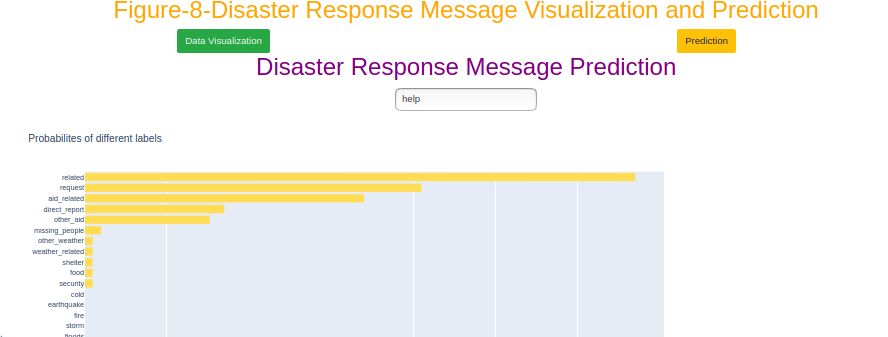 Figure-8-Disaster Response Message Visualization and Prediction
Data Visualization Prediction
Disaster Response Message Prediction
help
Probabilites of different labels
related
request
aid_related
direct_report
other_aid
missing_people
other_weather
weather_related
shelter
food
security
cold
earthquake
fire
storm
floods